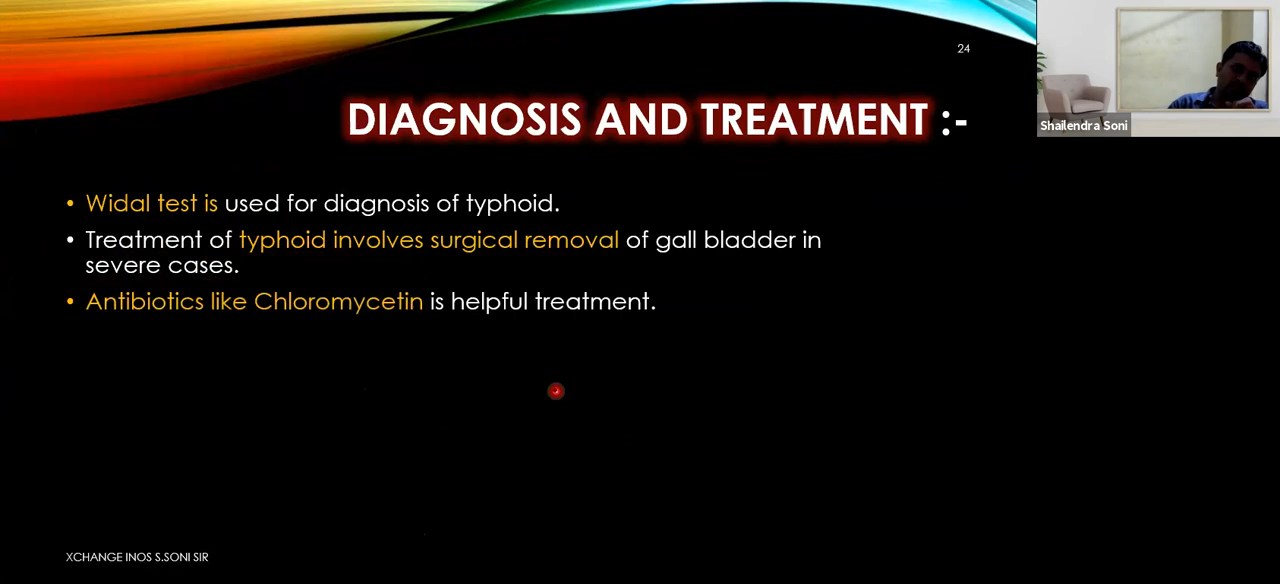 24
Shailendra Soni
DIAGNOSIS AND TREATMENT :-
• Widal test is used for diagnosis of typhoid.
• Treatment of typhoid involves surgical removal of gall bladder in
severe cases.
• Antibiotics like Chloromycetin is helpful treatment.
XCHANGE INOS S.SONI SIR